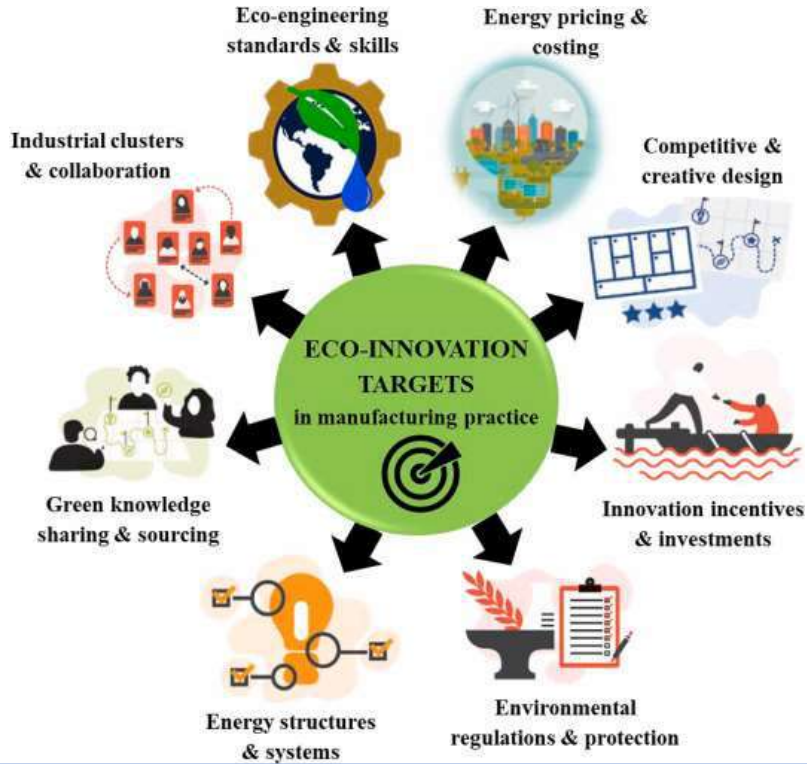 Eco-engineering
standards & skills
Energy pricing &
costing
Industrial clusters
& collaboration
Competitive &
creative design
ECO-INNOVATION
TARGETS
in manufacturing practice
Green knowledge
sharing & sourcing
Innovation incentives
& investments
Energy structures
& systems
Environmental
regulations & protection